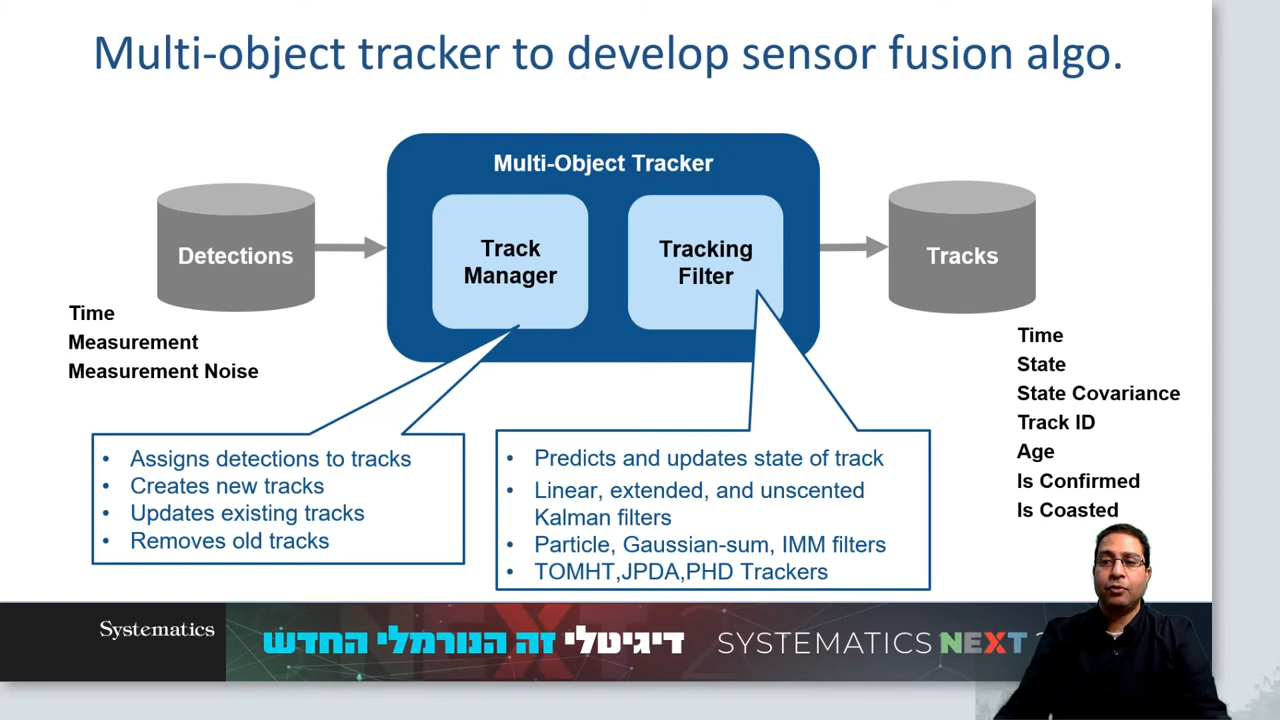 Multi-object tracker to develop sensor fusion algo.
Multi-Object Tracker
Detections
Track
Manager
Tracking
Filter
Tracks
Time
Measurement
Measurement Noise
Time
State
State Covariance
Track ID
Age
Is Confirmed
Is Coasted
• Assigns detections to tracks
• Creates new tracks
• Updates existing tracks
• Removes old tracks
• Predicts and updates state of track
• Linear, extended, and unscented
Kalman filters
• Particle, Gaussian-sum, IMM filters
• TOMHT,JPDA,PHD Trackers
Systematics
דיגיטלי זה הנורמלי החדש
SYSTEMATICS NEXT 2